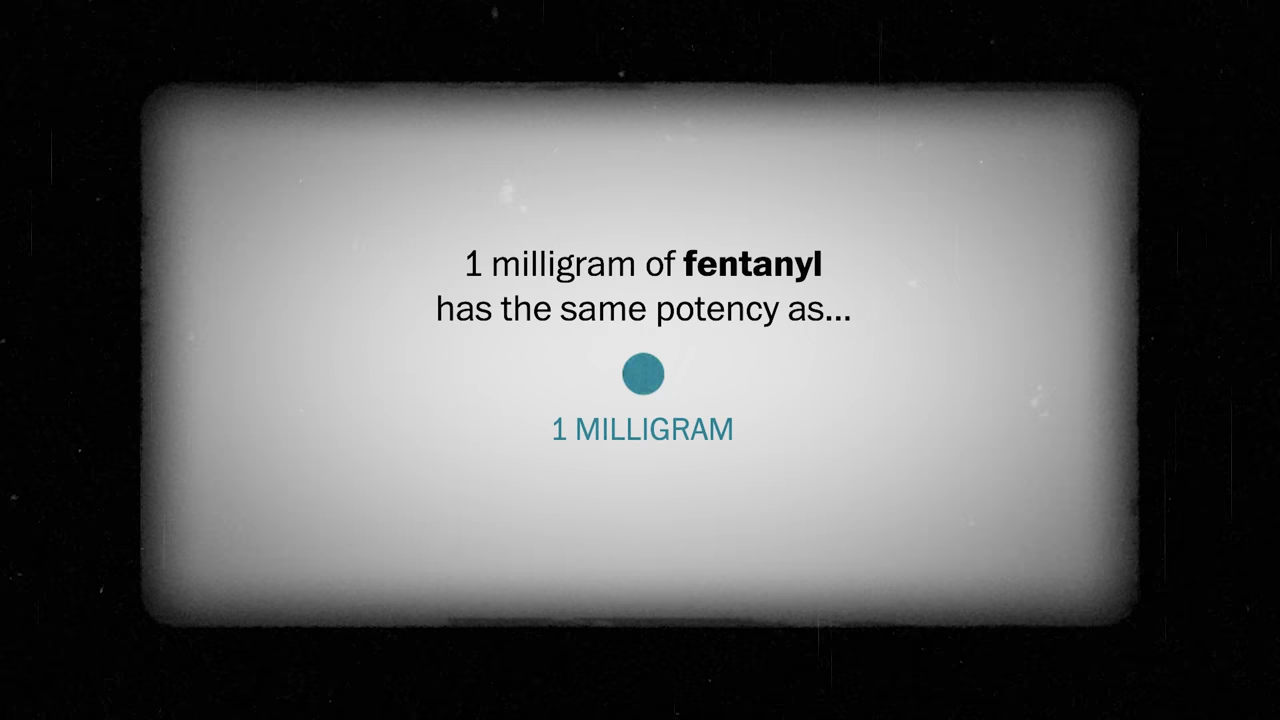 1 milligram of fentanyl
has the same potency as...
1 MILLIGRAM